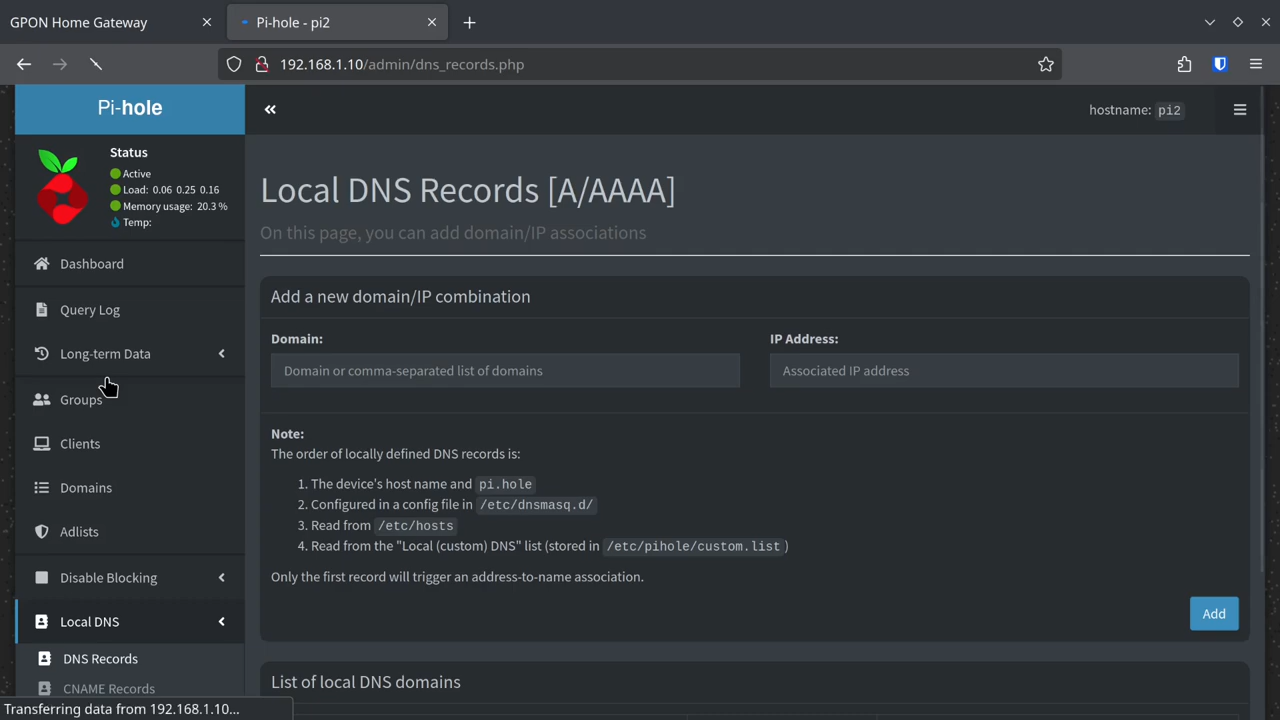 GPON Home Gateway
Pi-hole - pi2
192.168.1.10/admin/dns_records.php
Pi-hole
hostname: pi2
Status
Active
Load: 0.06 0.25 0.16
Memory usage: 20.3 %
Temp:
Dashboard
Query Log
Long-term Data
Groups
Clients
Domains
Adlists
Disable Blocking
Local DNS
DNS Records
CNAME Records
Local DNS Records [A/AAAA]
On this page, you can add domain/IP associations
Add a new domain/IP combination
Domain:
IP Address:
Domain or comma-separated list of domains
Associated IP address
Note:
The order of locally defined DNS records is:
1. The device's host name and pi.hole
2. Configured in a config file in /etc/dnsmasq.d/
3. Read from /etc/hosts
4. Read from the "Local (custom) DNS" list (stored in /etc/pihole/custom.list )
Only the first record will trigger an address-to-name association.
Add
List of local DNS domains
Transferring data from 192.168.1.10...